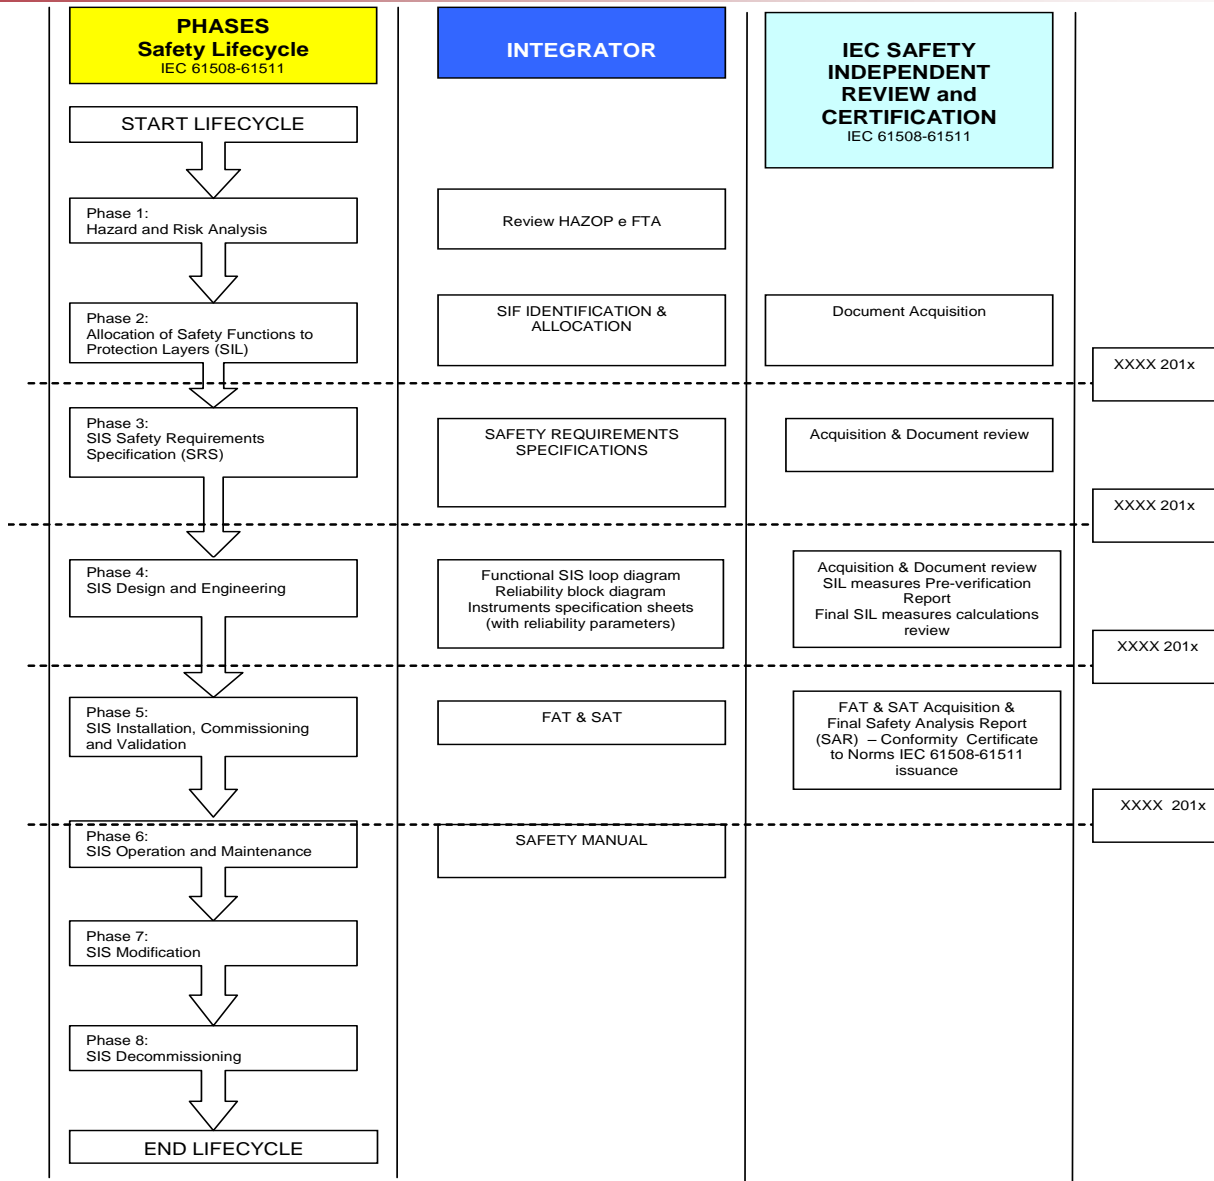 PHASES
Safety Lifecycle
IEC 61508-61511
INTEGRATOR
IEC SAFETY
INDEPENDENT
REVIEW and
CERTIFICATION
IEC 61508-61511
START LIFECYCLE
Phase 1:
Hazard and Risk Analysis
Review HAZOP e FTA
Phase 2:
Allocation of Safety Functions to
Protection Layers (SIL)
SIF IDENTIFICATION &
ALLOCATION
Document Acquisition
XXXX 201x
Phase 3:
SIS Safety Requirements
Specification (SRS)
SAFETY REQUIREMENTS
SPECIFICATIONS
Acquisition & Document review
XXXX 201x
Phase 4:
SIS Design and Engineering
Functional SIS loop diagram
Reliability block diagram
Instruments specification sheets
(with reliability parameters)
Acquisition & Document review
SIL measures Pre-verification
Report
Final SIL measures calculations
review
XXXX 201x
Phase 5:
SIS Installation, Commissioning
and Validation
FAT & SAT
FAT & SAT Acquisition &
Final Safety Analysis Report
(SAR) – Conformity Certificate
to Norms IEC 61508-61511
issuance
XXXX 201x
Phase 6:
SIS Operation and Maintenance
SAFETY MANUAL
Phase 7:
SIS Modification
Phase 8:
SIS Decommissioning
END LIFECYCLE